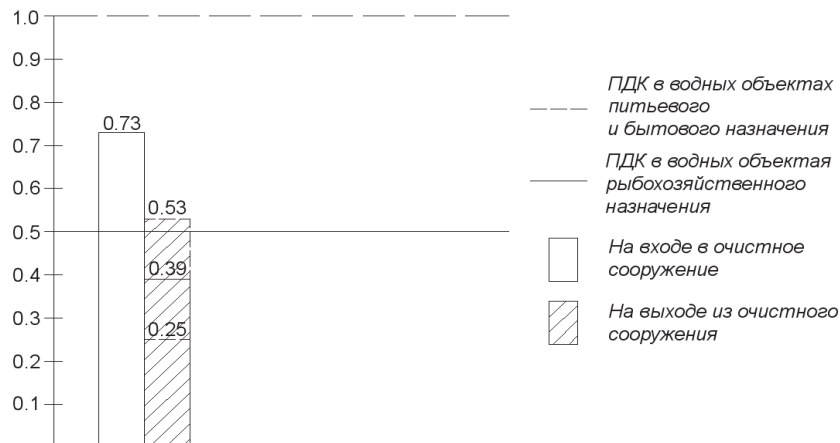 1.0
0.9
0.8
0.7
0.6
0.5
0.4
0.3
0.2
0.1
0.73
0.53
0.39
0.25
ПДК в водных объектах
питьевого
и бытового назначения
ПДК в водных объектая
рыбохозяйственного
назначения
На входе в очистное
сооружение
На выходе из очистного
сооружения